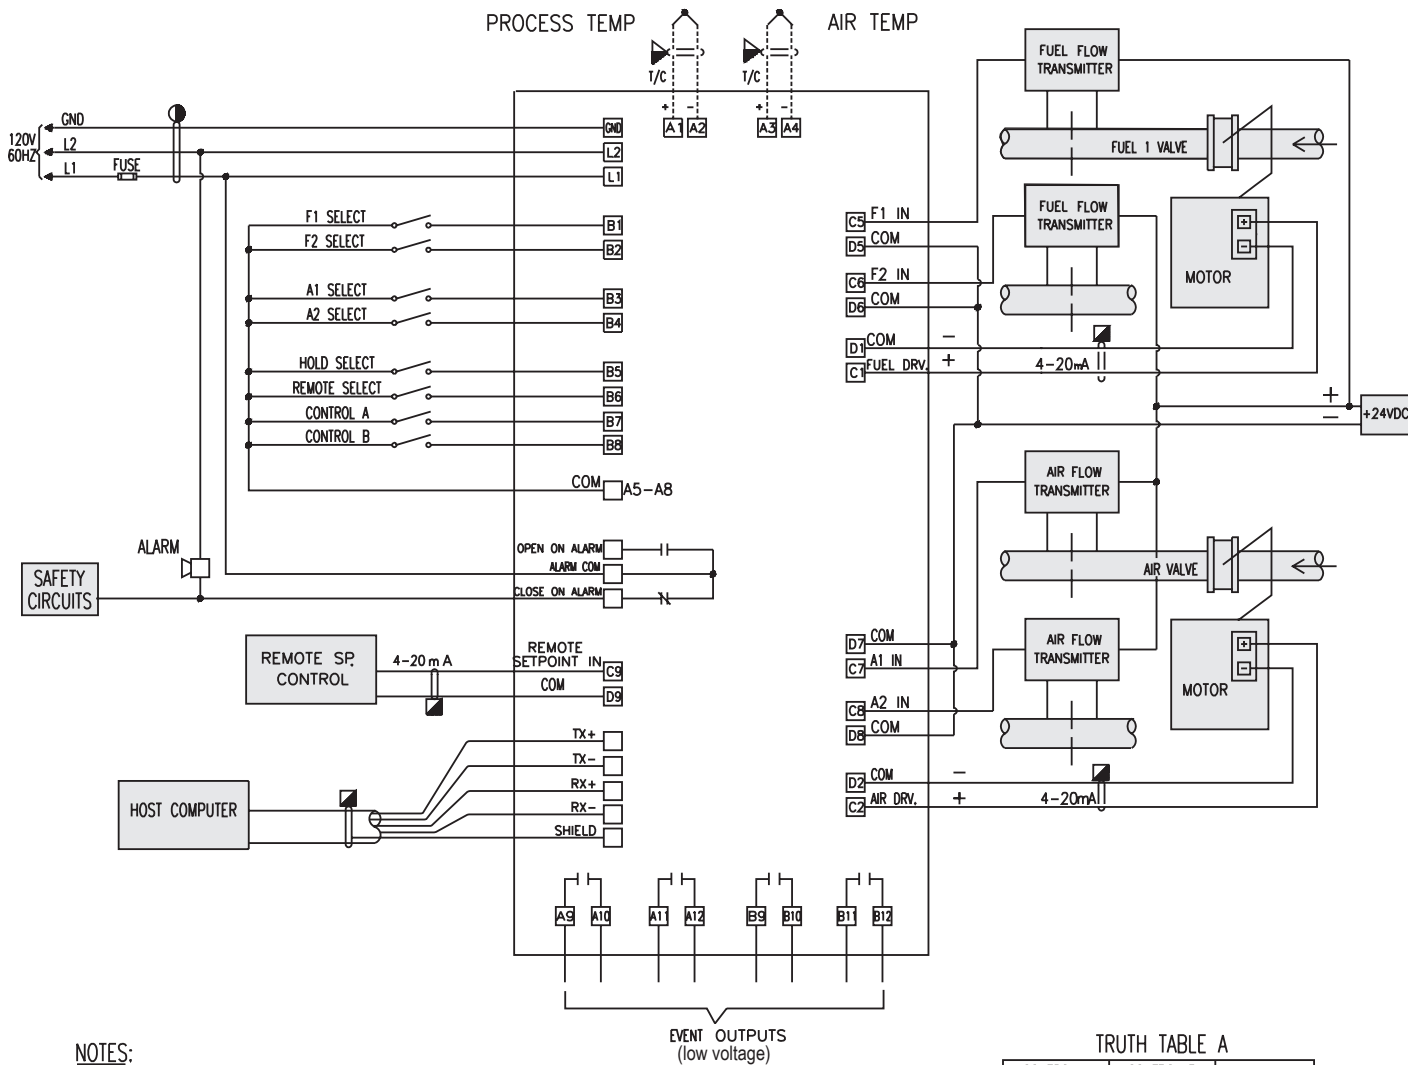 PROCESS TEMP
AIR TEMP
T/C
T/C
+ -
+ -
A1 A2
A3 A4
120V
60HZ
GND
L2
L1
FUSE
GND
L2
L1
F1 SELECT
B1
F2 SELECT
B2
A1 SELECT
B3
A2 SELECT
B4
HOLD SELECT
B5
REMOTE SELECT
B6
CONTROL A
B7
CONTROL B
B8
COM
A5-A8
ALARM
OPEN ON ALARM
ALARM COM
CLOSE ON ALARM
SAFETY
CIRCUITS
REMOTE SP.
CONTROL
4-20 m A
REMOTE
SETPOINT IN
C9
COM
D9
HOST COMPUTER
TX+
TX-
RX+
RX-
SHIELD
A9 A10 A11 A12 B9 B10 B11 B12
EVENT OUTPUTS
(low voltage)
FUEL FLOW
TRANSMITTER
FUEL 1 VALVE
FUEL FLOW
TRANSMITTER
+
-
MOTOR
C5 F1 IN
D5 COM
C6 F2 IN
D6 COM
D1 COM -
C1 FUEL DRV. +
4-20mA
+
-
+24VDC
AIR FLOW
TRANSMITTER
AIR VALVE
AIR FLOW
TRANSMITTER
+
-
MOTOR
D7 COM
C7 A1 IN
C8 A2 IN
D8 COM
D2 COM -
C2 AIR DRV. +
4-20mA
NOTES:
TRUTH TABLE A